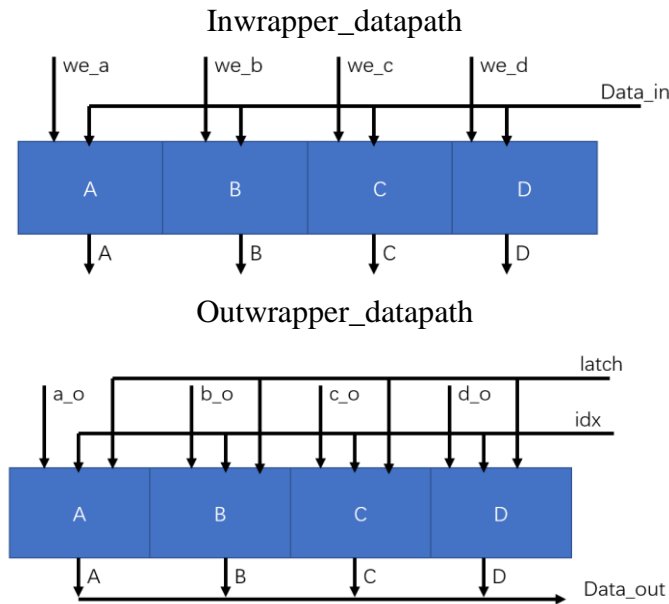 Inwrapper_datapath
we_a we_b we_c we_d
Data_in
A B C D
A B C D
Outwrapper_datapath
latch
a_o b_o c_o d_o
idx
A B C D
A B C D
Data_out